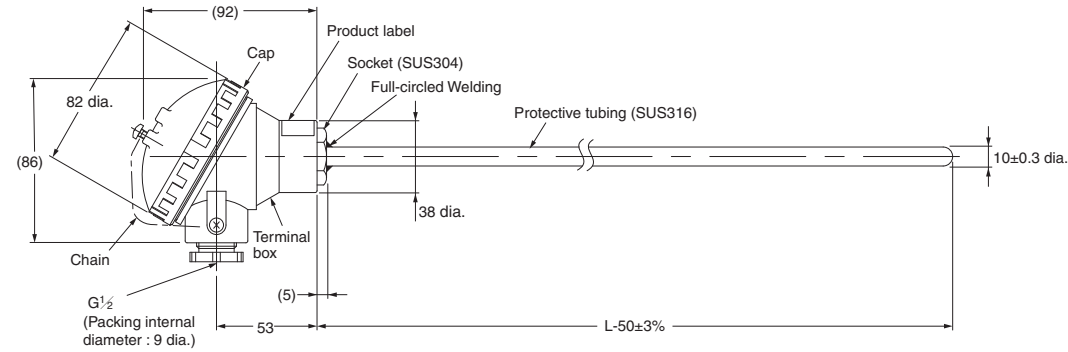 (92)
Product label
Cap
Socket (SUS304)
Full-circled Welding
82 dia.
Protective tubing (SUS316)
(86)
10±0.3 dia.
38 dia.
Terminal
box
Chain
(5)
G½
(Packing internal
diameter : 9 dia.)
53
L-50±3%